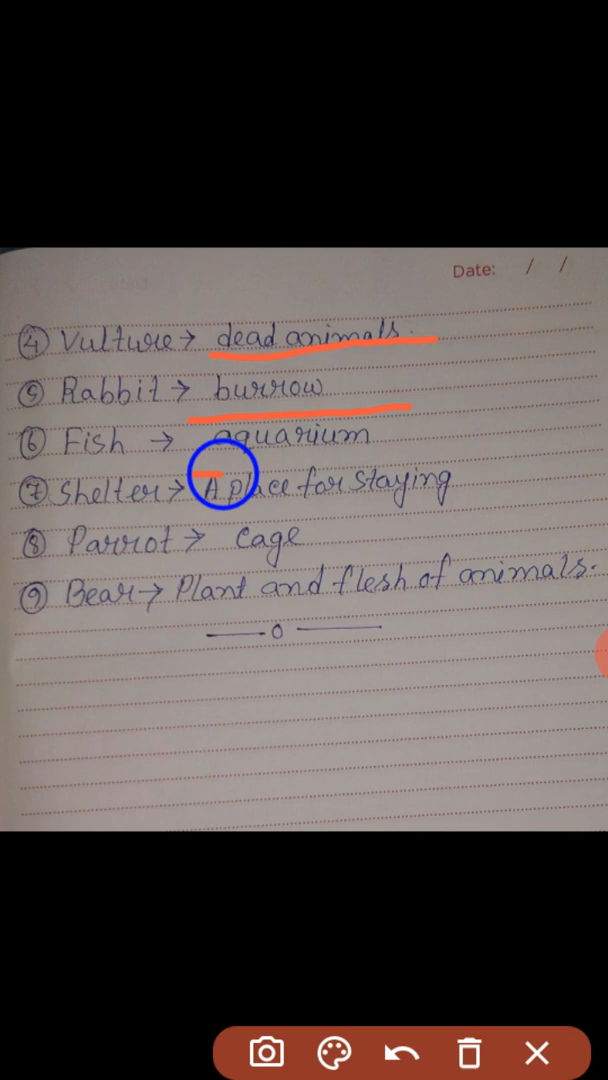 Date: / /
④ Vulture→ dead animals.
⑤ Rabbit→ burrow
⑥ Fish → aquarium
⑦ Shelter→ A place for staying
⑧ Parrot→ Cage
⑨ Bear→ Plant and flesh of animals.